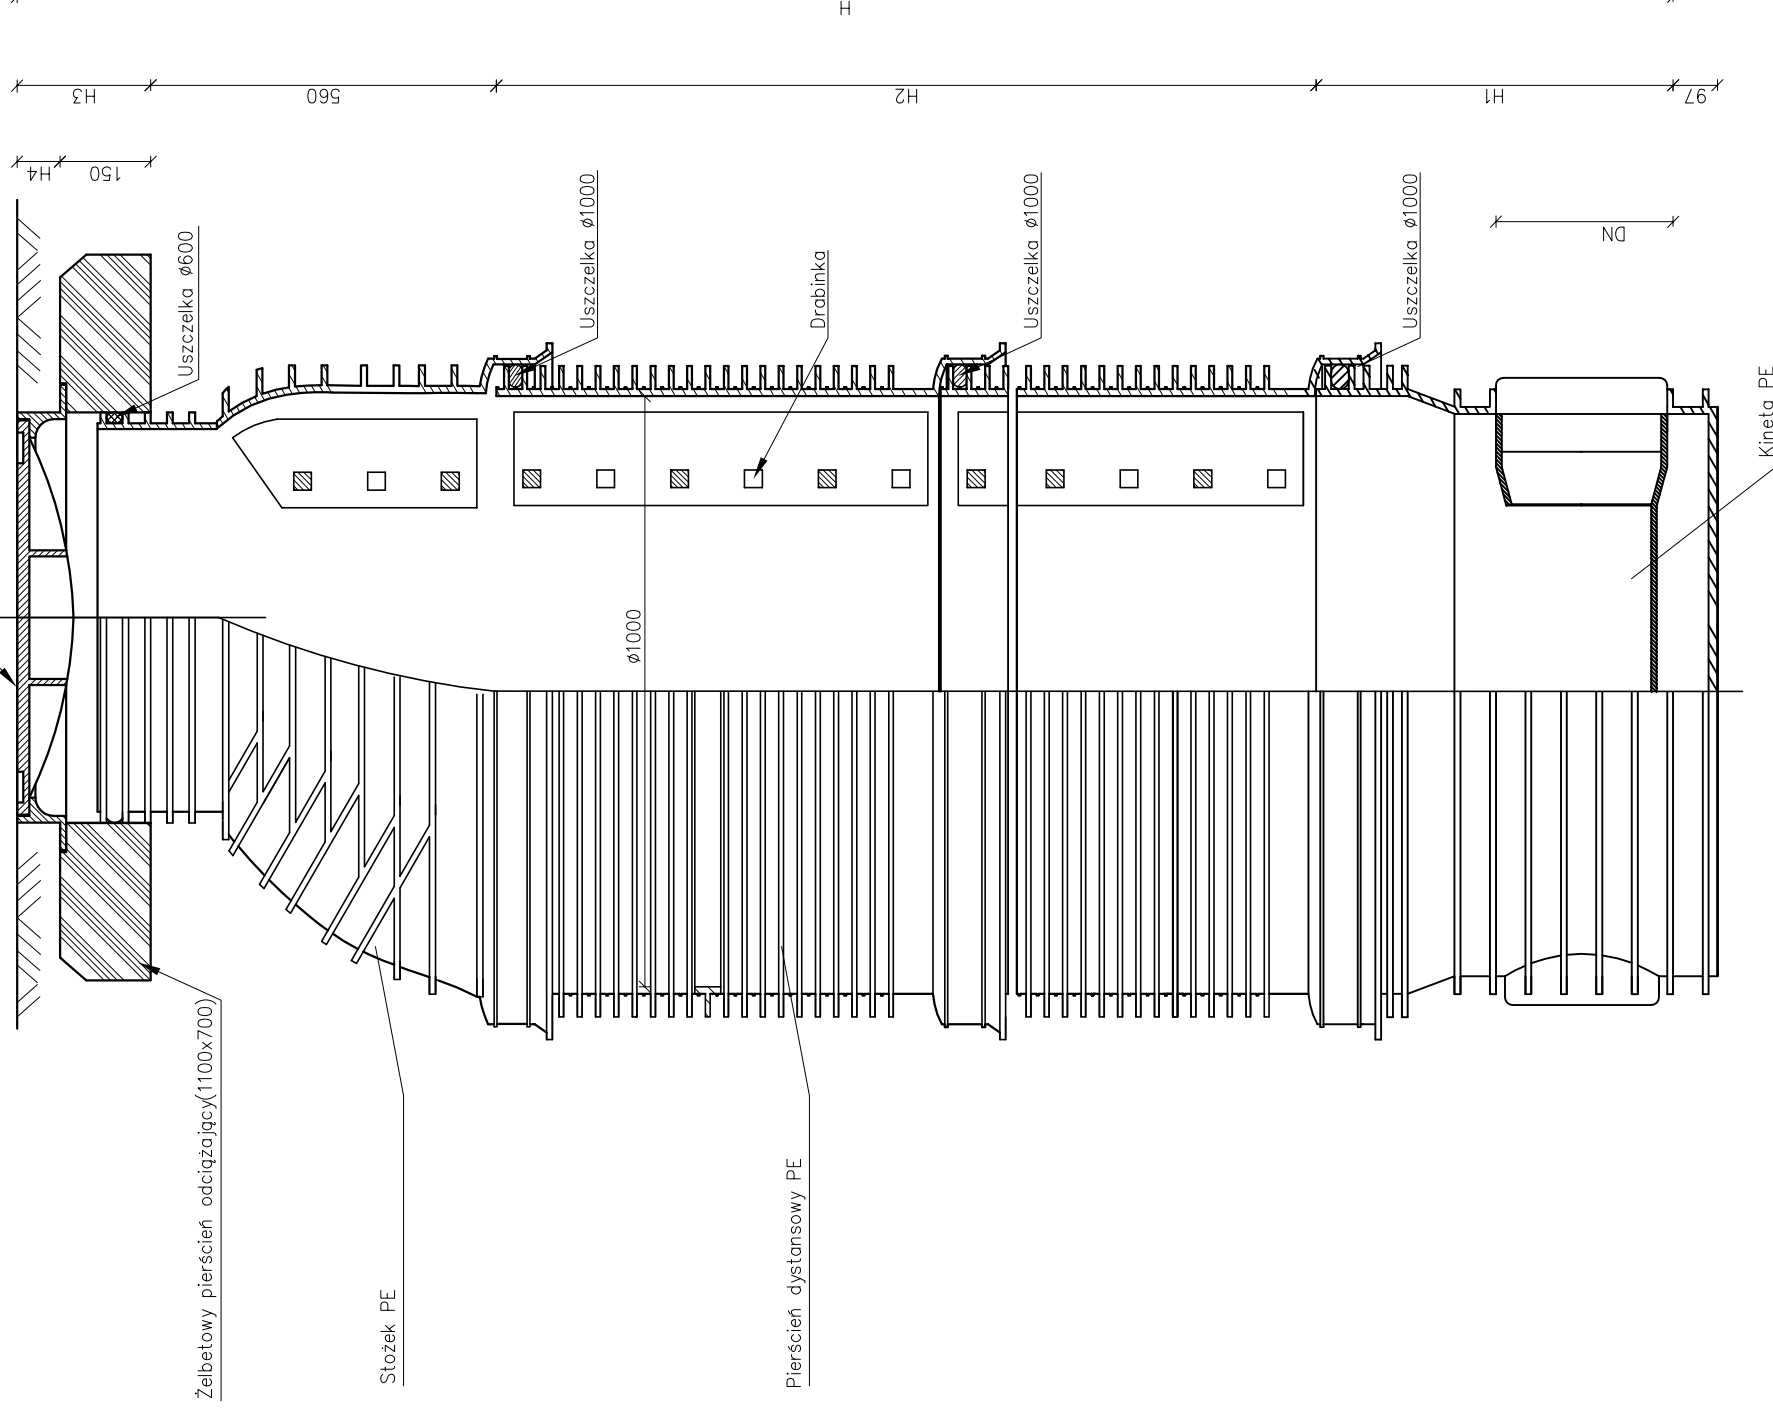 H
H3
560
H2
H1
97
H4
150
DN
Uszczelka ø600
Uszczelka ø1000
Drabinka
Uszczelka ø1000
Uszczelka ø1000
Kineta PE
ø1000
Żelbetowy pierścień odciążający(1100x700)
Stożek PE
Pierścień dystansowy PE